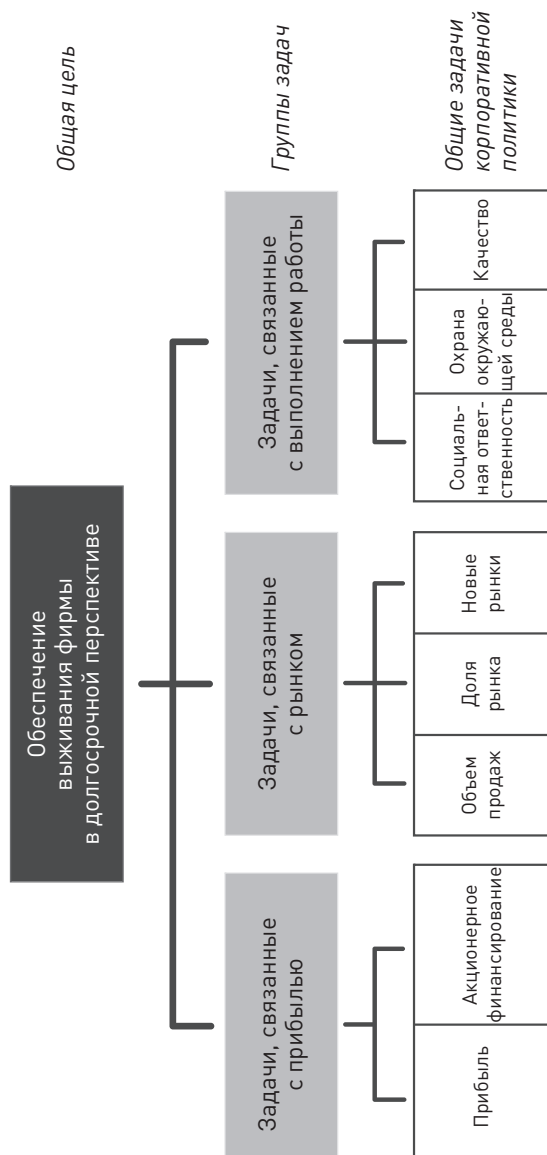 Обеспечение
выживания фирмы
в долгосрочной перспективе
Общая цель
Задачи, связанные
с прибылью
Задачи, связанные
с рынком
Задачи, связанные
с выполнением работы
Группы задач
Прибыль
Акционерное
финансирование
Объем
продаж
Доля
рынка
Новые
рынки
Социаль-
ная ответ-
ственность
Охрана
окружаю-
щей среды
Качество
Общие задачи
корпоративной
политики